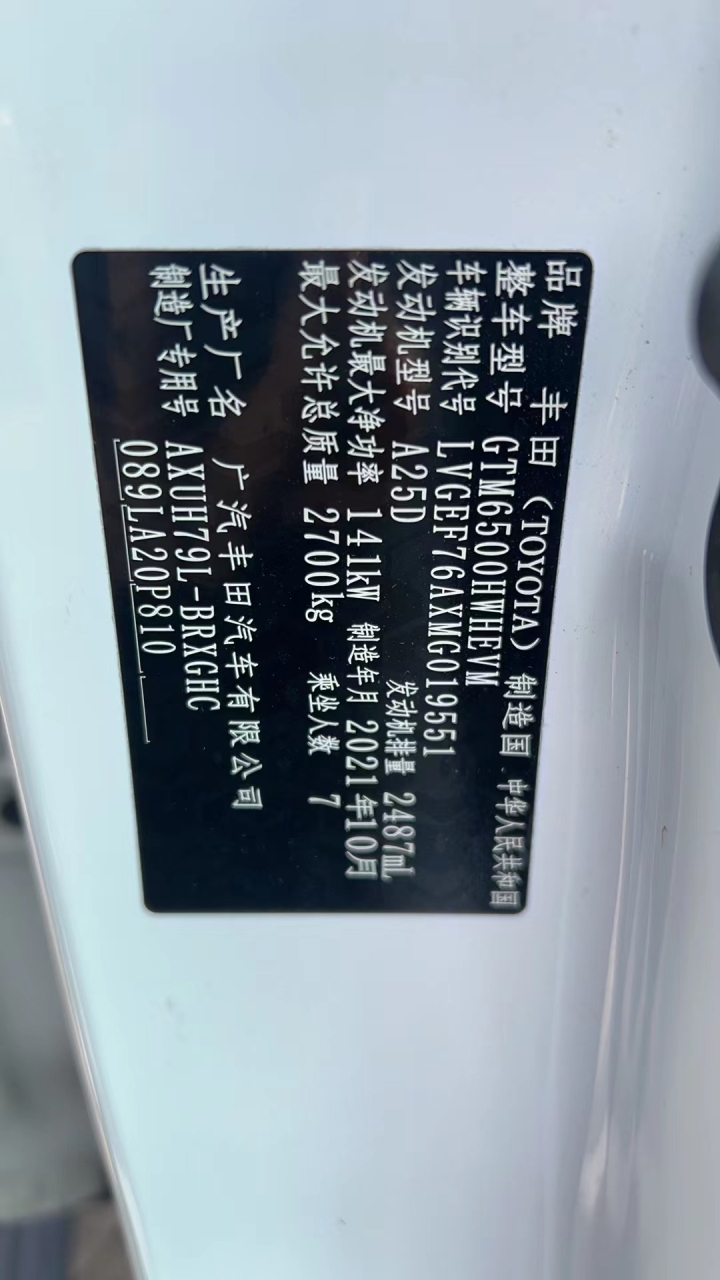 品牌 丰田（TOYOTA） 制造国 中华人民共和国
整车型号 GTM6500HWHEVM
车辆识别代号 LVGEF76AXMG019551
发动机型号 A25D 发动机排量 2487mL
发动机最大净功率 141kW 制造年月 2021年10月
最大允许总质量 2700kg 乘坐人数 7
生产厂名 广汽丰田汽车有限公司
制造厂专用号 AXUH79L-BRXGHC
089LA20P810